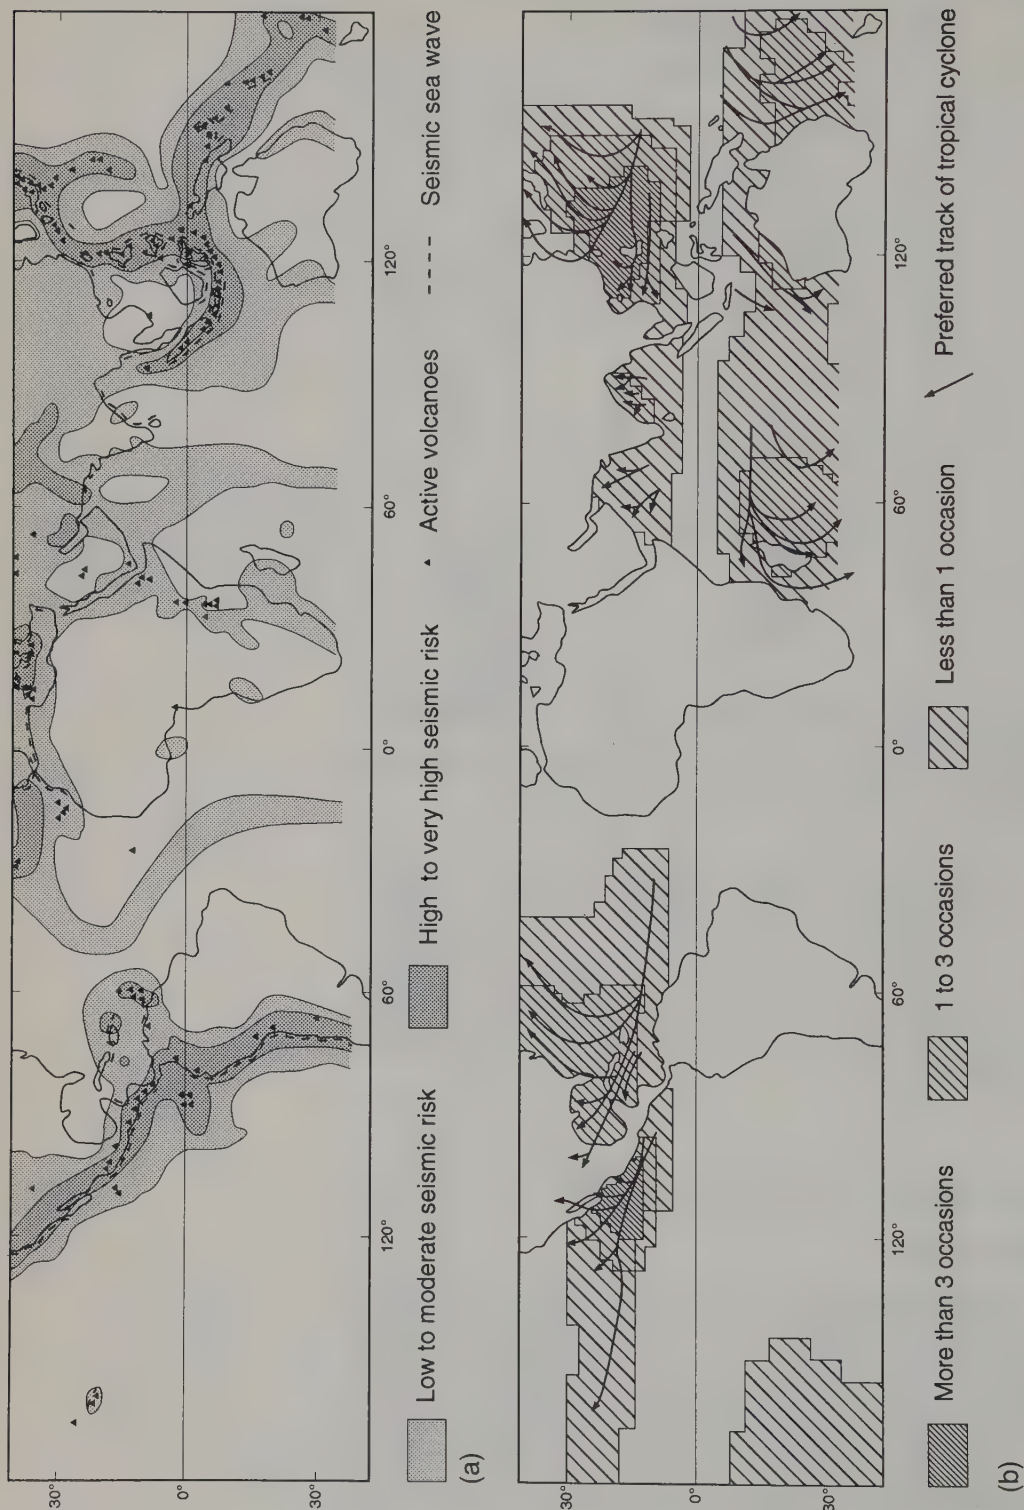 30°
0°
30°
120°
60°
0°
60°
120°
Low to moderate seismic risk
High to very high seismic risk
Active volcanoes
Seismic sea wave
(a)
30°
0°
30°
120°
60°
0°
60°
120°
More than 3 occasions
1 to 3 occasions
Less than 1 occasion
Preferred track of tropical cyclone
(b)